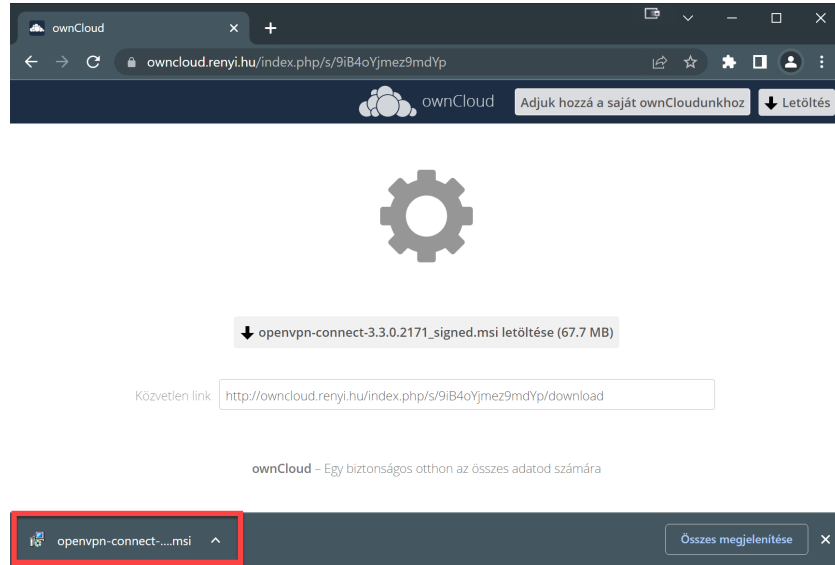 ownCloud
owncloud.renyi.hu/index.php/s/9iB4oYjmez9mdYp
ownCloud
Adjuk hozzá a saját ownCloudunkhoz
Letöltés
openvpn-connect-3.3.0.2171_signed.msi letöltése (67.7 MB)
Közvetlen link
http://owncloud.renyi.hu/index.php/s/9iB4oYjmez9mdYp/download
ownCloud – Egy biztonságos otthon az összes adatod számára
openvpn-connect-....msi
Összes megjelenítése